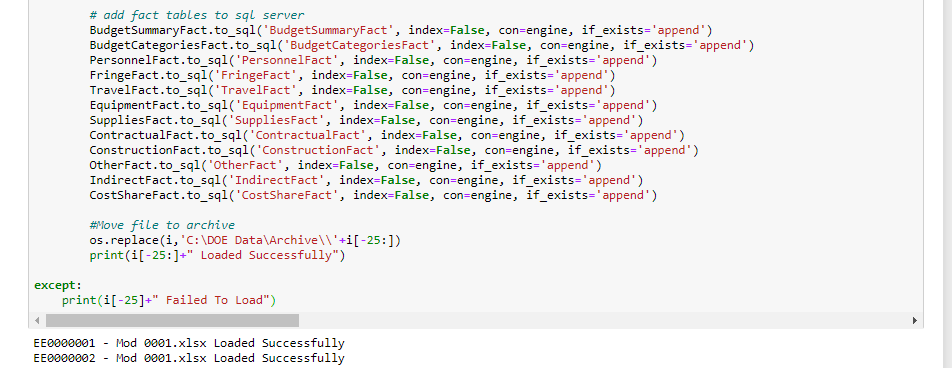 # add fact tables to sql server
BudgetSummaryFact.to_sql('BudgetSummaryFact', index=False, con=engine, if_exists='append')
BudgetCategoriesFact.to_sql('BudgetCategoriesFact', index=False, con=engine, if_exists='append')
PersonnelFact.to_sql('PersonnelFact', index=False, con=engine, if_exists='append')
FringeFact.to_sql('FringeFact', index=False, con=engine, if_exists='append')
TravelFact.to_sql('TravelFact', index=False, con=engine, if_exists='append')
EquipmentFact.to_sql('EquipmentFact', index=False, con=engine, if_exists='append')
SuppliesFact.to_sql('SuppliesFact', index=False, con=engine, if_exists='append')
ContractualFact.to_sql('ContractualFact', index=False, con=engine, if_exists='append')
ConstructionFact.to_sql('ConstructionFact', index=False, con=engine, if_exists='append')
OtherFact.to_sql('OtherFact', index=False, con=engine, if_exists='append')
IndirectFact.to_sql('IndirectFact', index=False, con=engine, if_exists='append')
CostShareFact.to_sql('CostShareFact', index=False, con=engine, if_exists='append')
#Move file to archive
os.replace(i,'C:\DOE Data\Archive\\'+i[-25:])
print(i[-25:]+" Loaded Successfully")
except:
print(i[-25]+" Failed To Load")
EE0000001 - Mod 0001.xlsx Loaded Successfully
EE0000002 - Mod 0001.xlsx Loaded Successfully